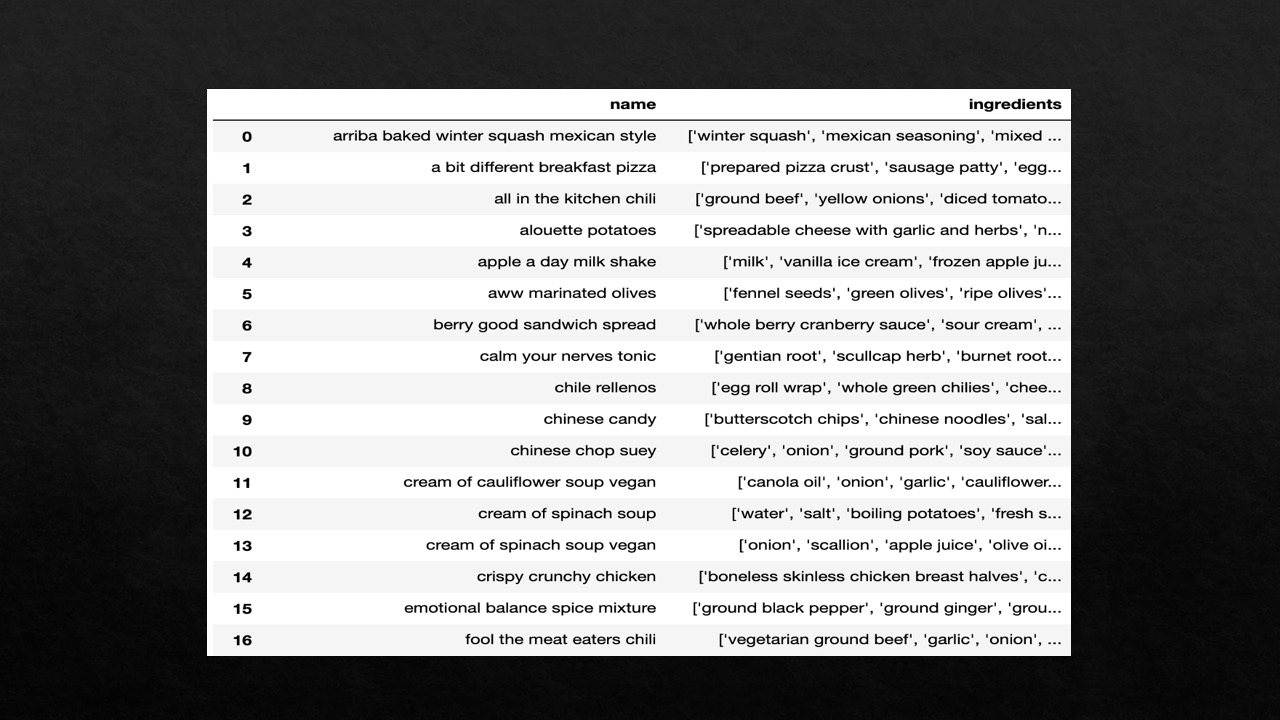 name ingredients
0 arriba baked winter squash mexican style ['winter squash', 'mexican seasoning', 'mixed ...
1 a bit different breakfast pizza ['prepared pizza crust', 'sausage patty', 'egg...
2 all in the kitchen chili ['ground beef', 'yellow onions', 'diced tomato...
3 alouette potatoes ['spreadable cheese with garlic and herbs', 'n...
4 apple a day milk shake ['milk', 'vanilla ice cream', 'frozen apple ju...
5 aww marinated olives ['fennel seeds', 'green olives', 'ripe olives'...
6 berry good sandwich spread ['whole berry cranberry sauce', 'sour cream', ...
7 calm your nerves tonic ['gentian root', 'scullcap herb', 'burnet root...
8 chile rellenos ['egg roll wrap', 'whole green chilies', 'chee...
9 chinese candy ['butterscotch chips', 'chinese noodles', 'sal...
10 chinese chop suey ['celery', 'onion', 'ground pork', 'soy sauce'...
11 cream of cauliflower soup vegan ['canola oil', 'onion', 'garlic', 'cauliflower...
12 cream of spinach soup ['water', 'salt', 'boiling potatoes', 'fresh s...
13 cream of spinach soup vegan ['onion', 'scallion', 'apple juice', 'olive oi...
14 crispy crunchy chicken ['boneless skinless chicken breast halves', 'c...
15 emotional balance spice mixture ['ground black pepper', 'ground ginger', 'grou...
16 fool the meat eaters chili ['vegetarian ground beef', 'garlic', 'onion', ...